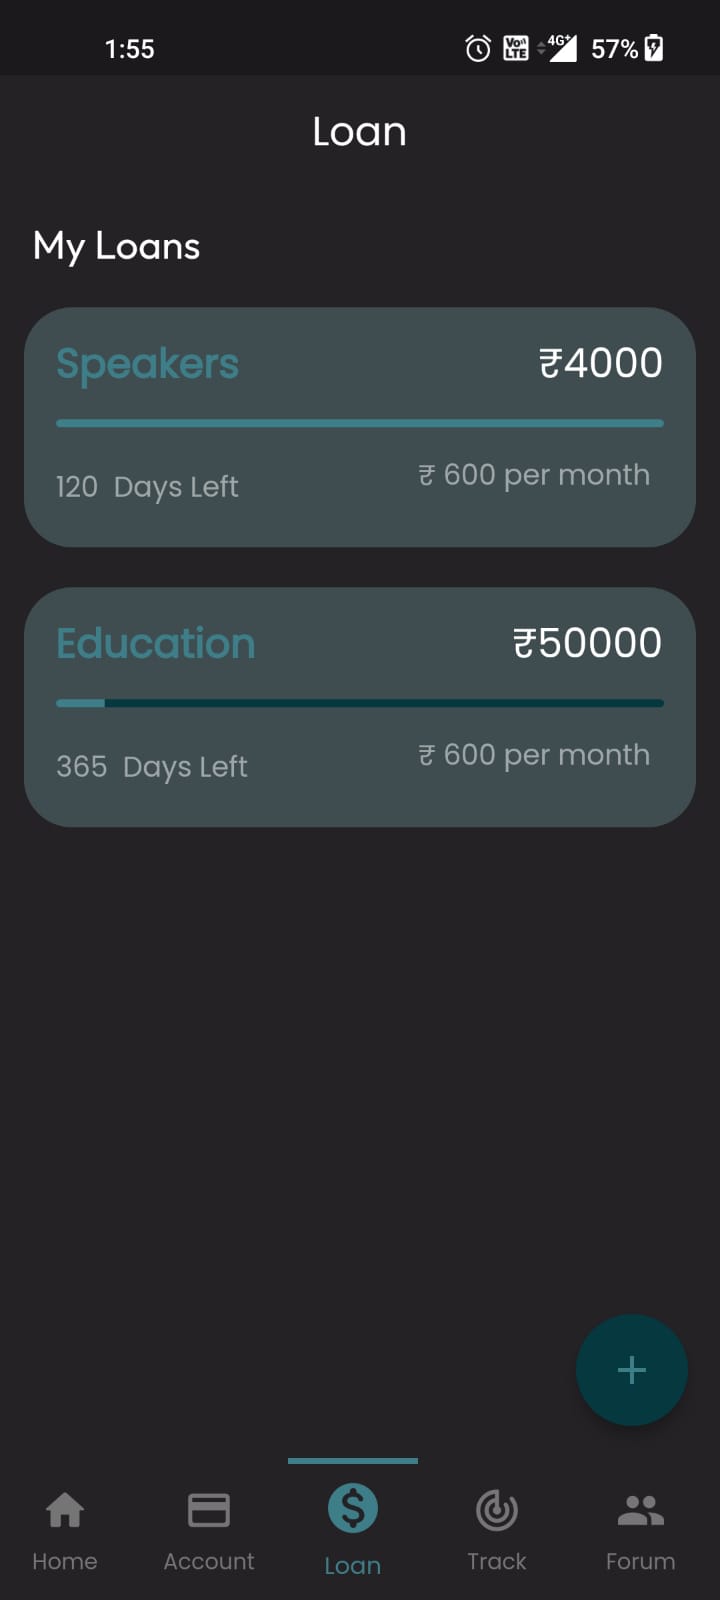 1:55 Vo)) LTE 4G+ 57%
Loan
My Loans
Speakers ₹4000
120 Days Left ₹ 600 per month
Education ₹50000
365 Days Left ₹ 600 per month
+
Home Account Loan Track Forum